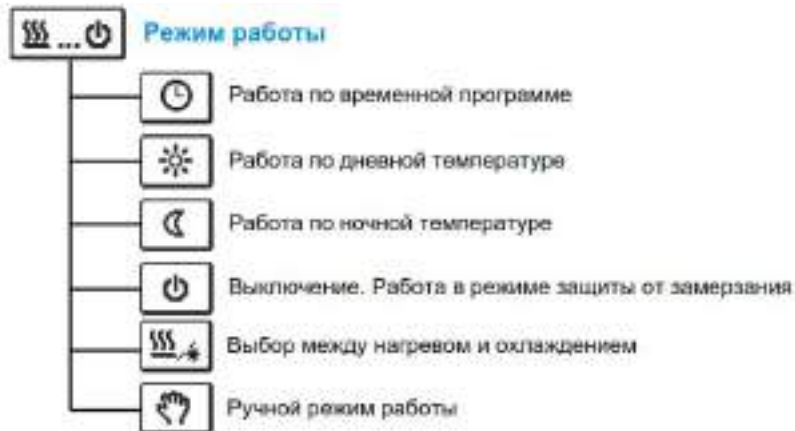 ... Режим работы
Работа по временной программе
Работа по дневной температуре
Работа по ночной температуре
Выключение. Работа в режиме защиты от замерзания
Выбор между нагревом и охлаждением
Ручной режим работы